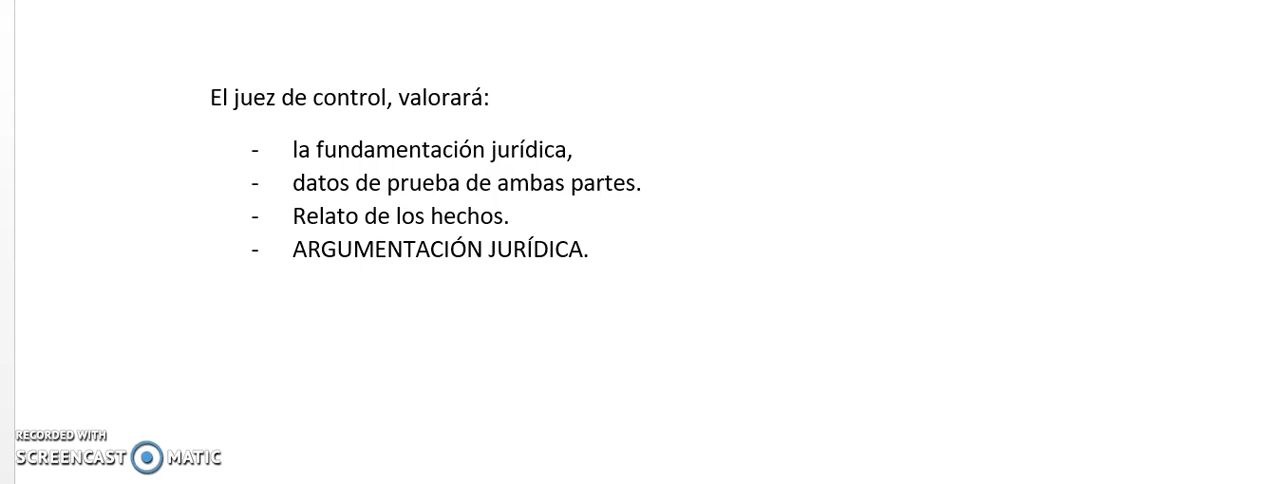 El juez de control, valorará:
- la fundamentación jurídica,
- datos de prueba de ambas partes.
- Relato de los hechos.
- ARGUMENTACIÓN JURÍDICA.
RECORDED WITH
SCREENCAST MATIC